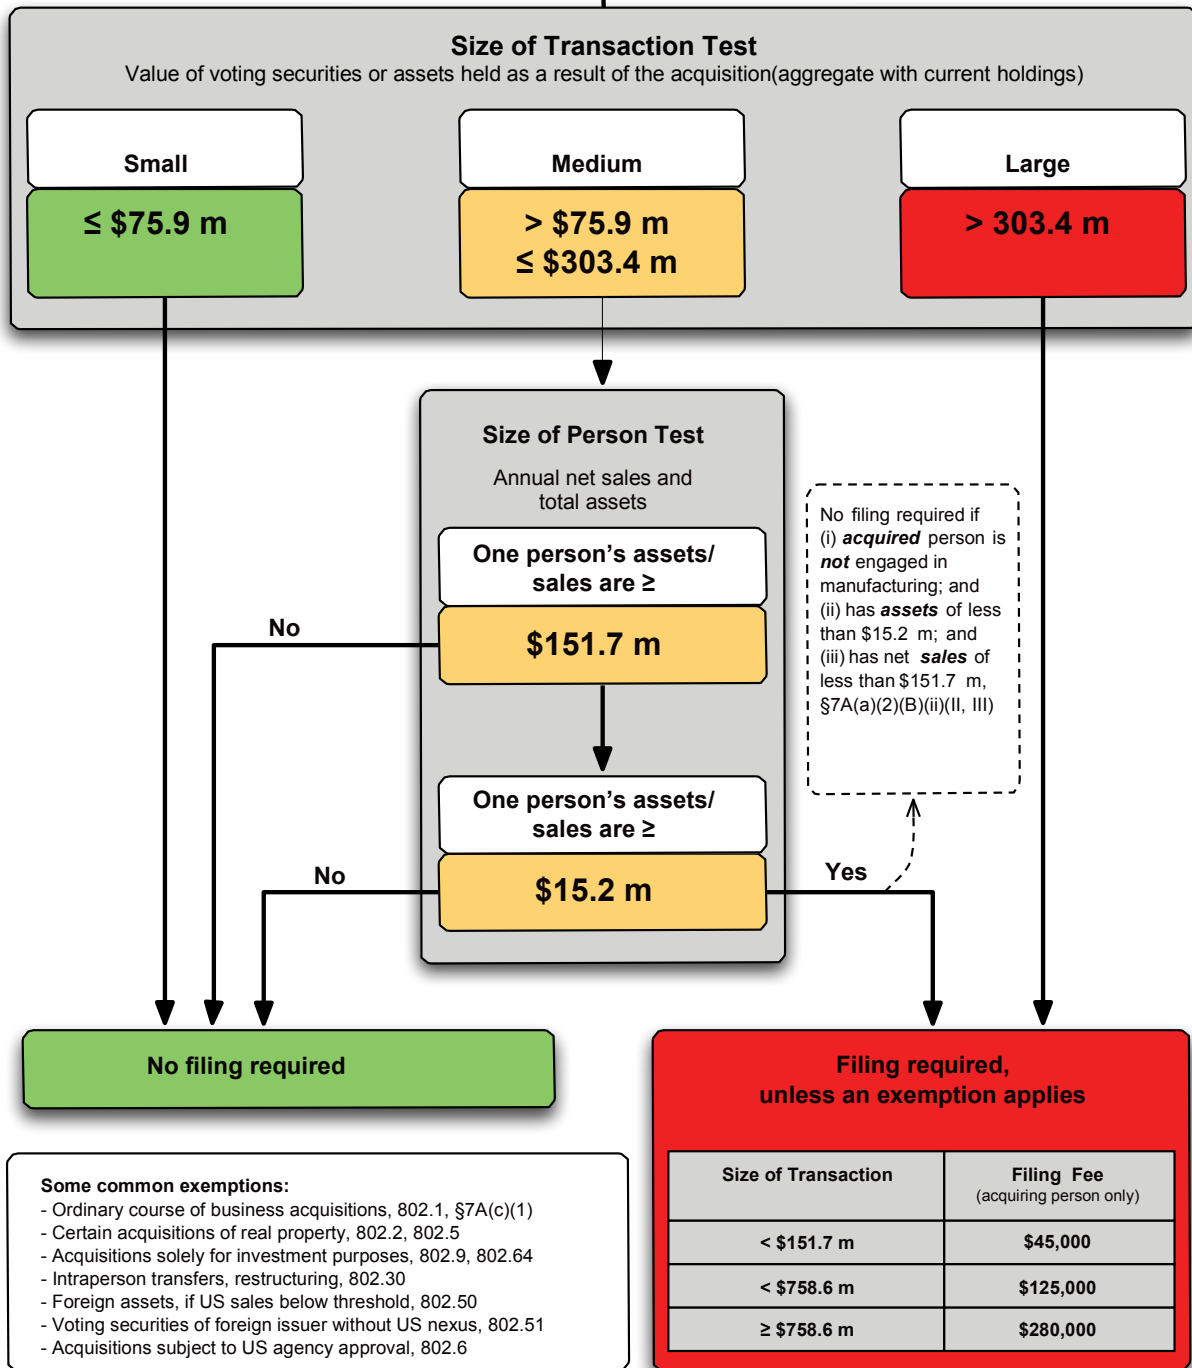 Size of Transaction Test
Value of voting securities or assets held as a result of the acquisition(aggregate with current holdings)
Small
≤ $75.9 m
Medium
> $75.9 m
≤ $303.4 m
Large
> 303.4 m
Size of Person Test
Annual net sales and
total assets
One person's assets/
sales are ≥
$151.7 m
No
One person's assets/
sales are ≥
$15.2 m
No
Yes
No filing required if
(i) acquired person is
not engaged in
manufacturing; and
(ii) has assets of less
than $15.2 m; and
(iii) has net sales of
less than $151.7 m,
§7A(a)(2)(B)(ii)(II, III)
No filing required
Filing required,
unless an exemption applies
Size of Transaction
Filing Fee
(acquiring person only)
< $151.7 m
$45,000
< $758.6 m
$125,000
≥ $758.6 m
$280,000
Some common exemptions:
- Ordinary course of business acquisitions, 802.1, §7A(c)(1)
- Certain acquisitions of real property, 802.2, 802.5
- Acquisitions solely for investment purposes, 802.9, 802.64
- Intraperson transfers, restructuring, 802.30
- Foreign assets, if US sales below threshold, 802.50
- Voting securities of foreign issuer without US nexus, 802.51
- Acquisitions subject to US agency approval, 802.6